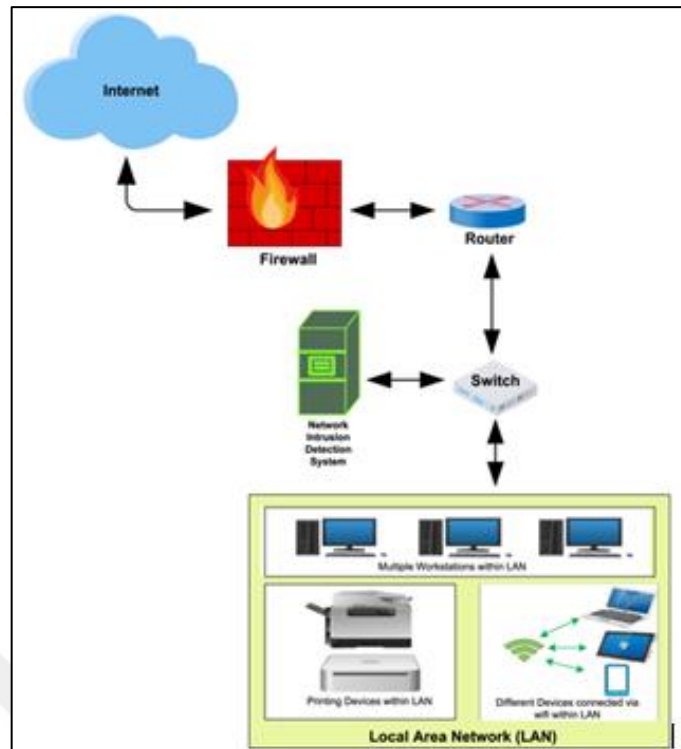 Internet
Firewall
Router
Switch
Network
Intrusion
Detection
System
Multiple Workstations within LAN
Printing Devices within LAN
Different Devices connected via
wifi within LAN
Local Area Network (LAN)